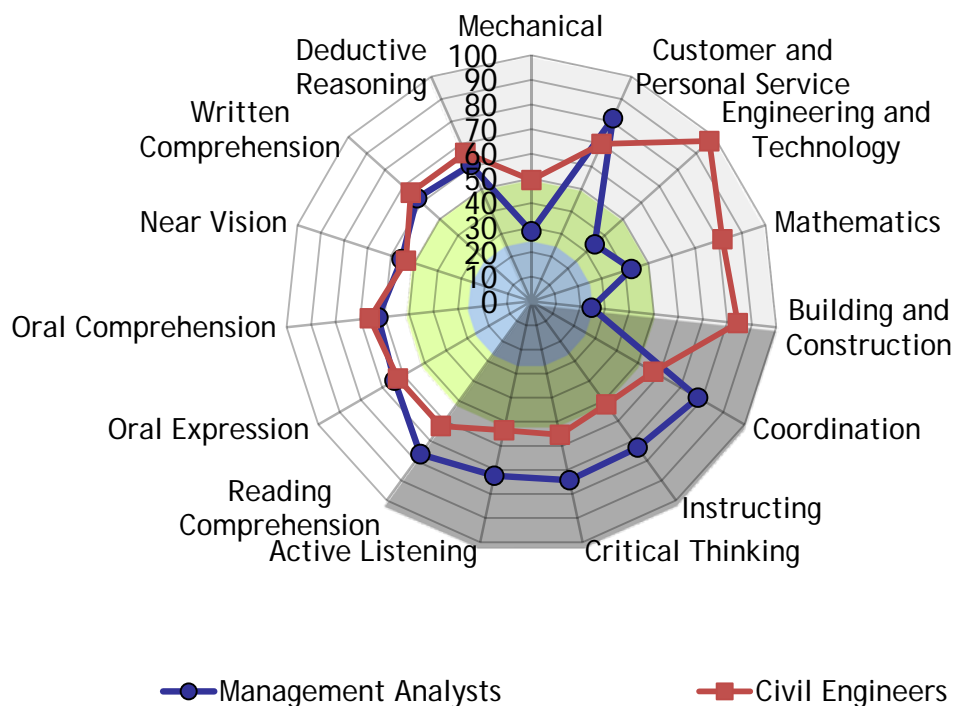 Mechanical
Customer and
Personal Service
Engineering and
Technology
Mathematics
Building and
Construction
Coordination
Instructing
Critical Thinking
Active Listening
Reading
Comprehension
Oral Expression
Oral Comprehension
Near Vision
Written
Comprehension
Deductive
Reasoning
100
90
80
70
60
50
40
30
20
10
0
Management Analysts
Civil Engineers